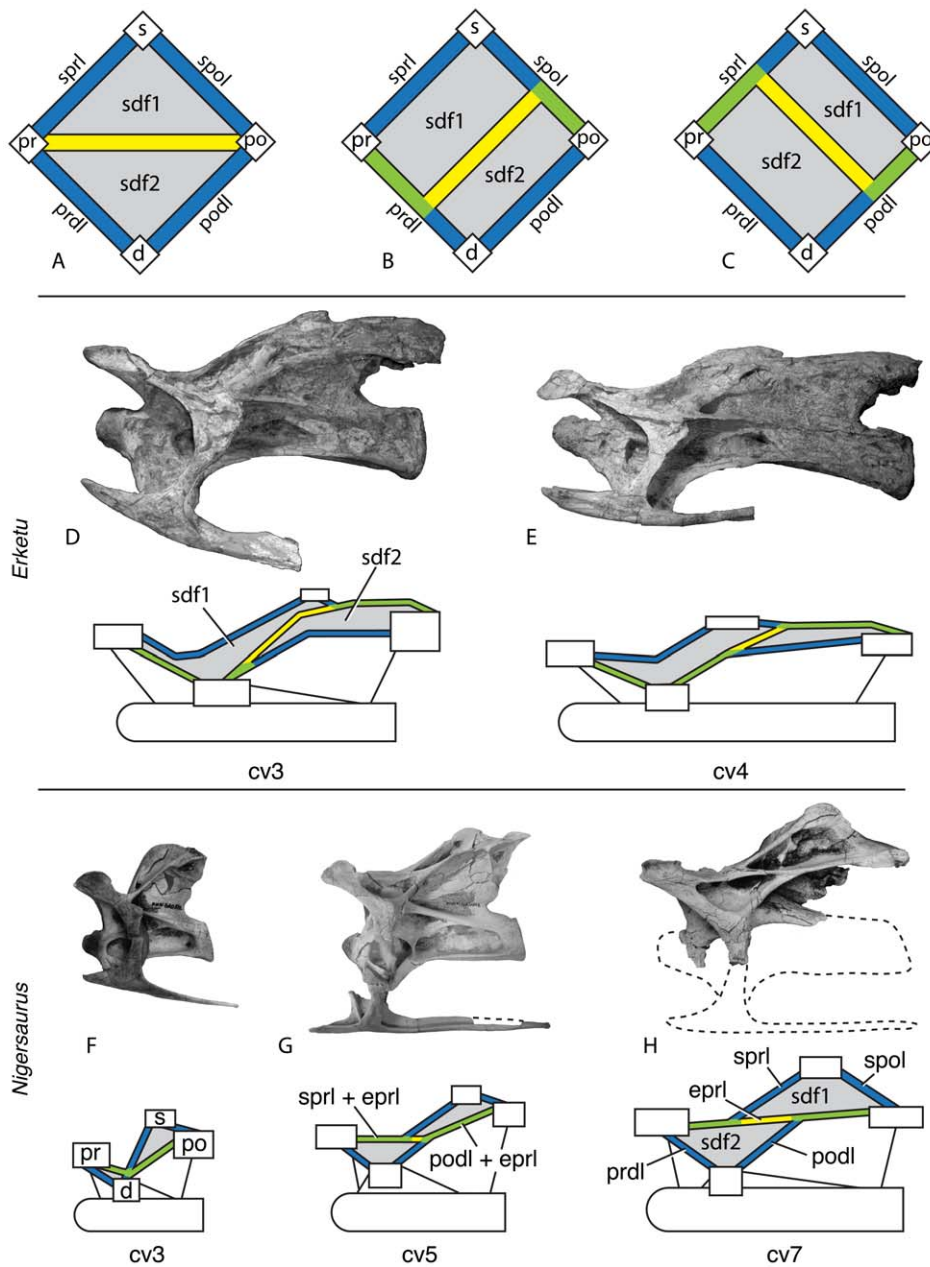 s
s
s
sprl
spol
sprl
spol
sprl
spol
sdf1
sdf1
sdf1
pr
po
pr
po
pr
po
sdf2
sdf2
sdf2
prdl
podl
prdl
podl
prdl
podl
d
d
d
A
B
C
Erketu
D
E
sdf1
sdf2
cv3
cv4
Nigersaurus
F
G
H
sprl
spol
sprl + eprl
eprl
sdf1
s
pr
po
d
podl + eprl
sdf2
prdl
podl
cv3
cv5
cv7